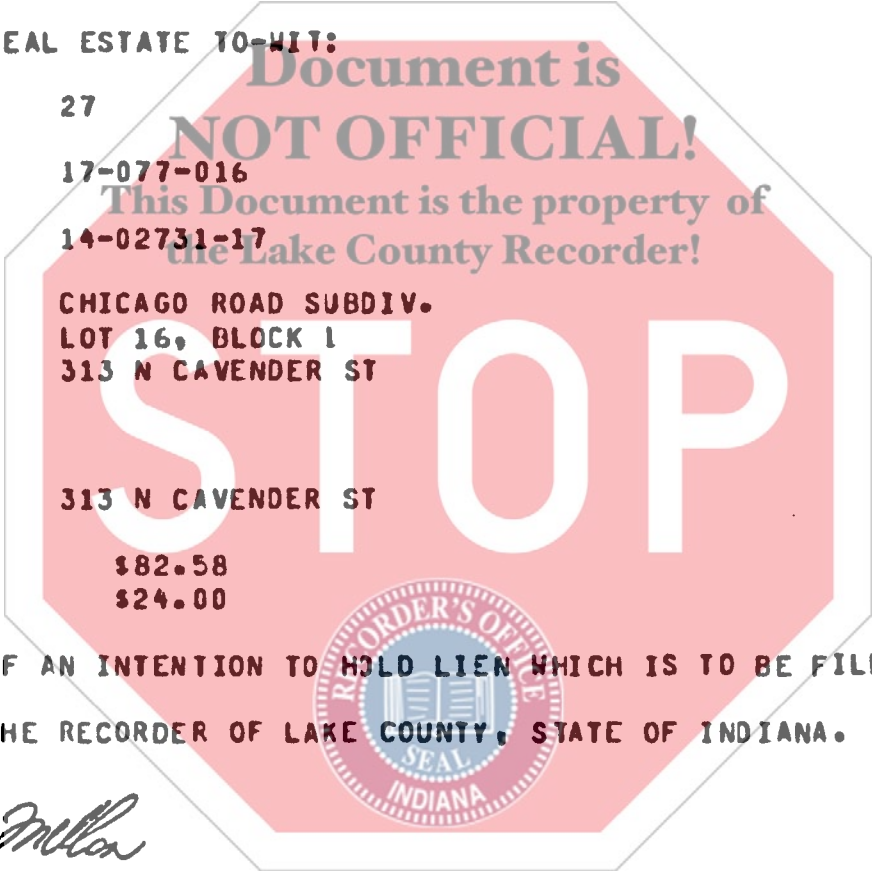 EAL ESTATE TO-WIT:
Document is
27
NOT OFFICIAL!
17-077-016
This Document is the property of
14-02731-17
the Lake County Recorder!
CHICAGO ROAD SUBDIV.
LOT 16, BLOCK 1
313 N CAVENDER ST
STOP
313 N CAVENDER ST
$82.58
$24.00
RECORDER'S OFFICE
F AN INTENTION TO HOLD LIEN WHICH IS TO BE FIL
HE RECORDER OF LAKE COUNTY, STATE OF INDIANA.
SEAL
INDIANA